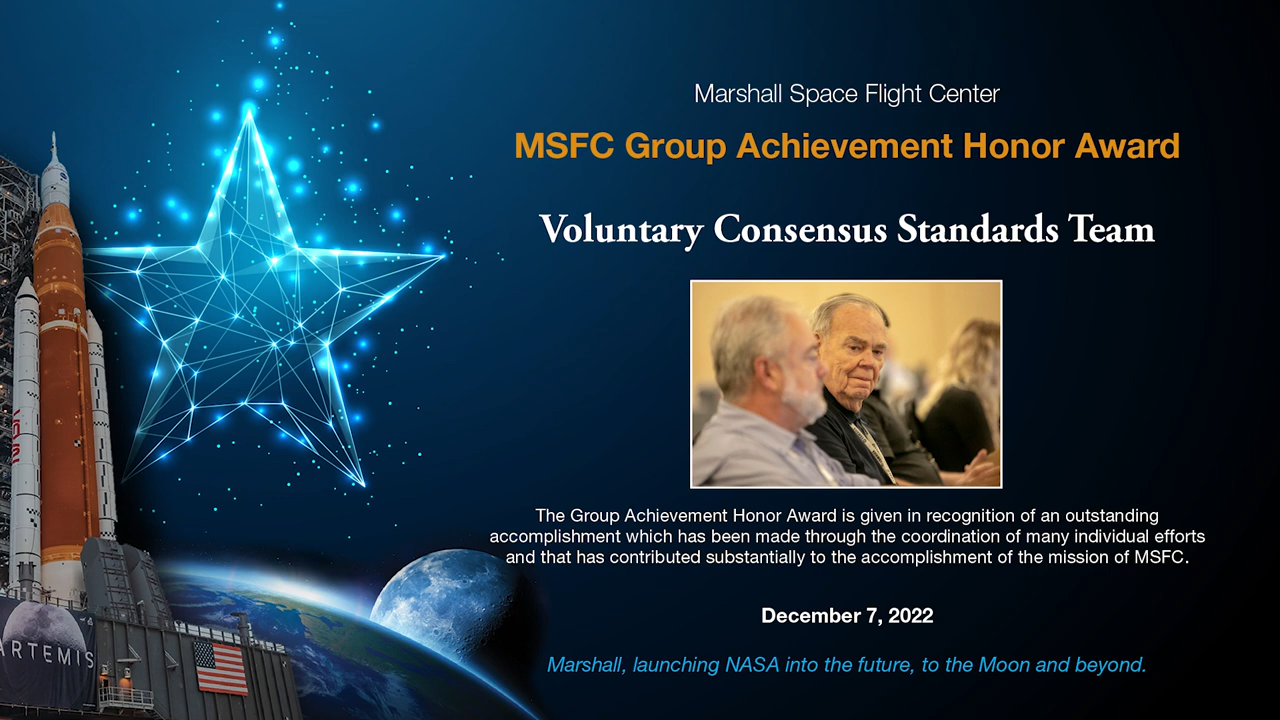 Marshall Space Flight Center
MSFC Group Achievement Honor Award
Voluntary Consensus Standards Team
The Group Achievement Honor Award is given in recognition of an outstanding
accomplishment which has been made through the coordination of many individual efforts
and that has contributed substantially to the accomplishment of the mission of MSFC.
December 7, 2022
Marshall, launching NASA into the future, to the Moon and beyond.
ARTEMIS